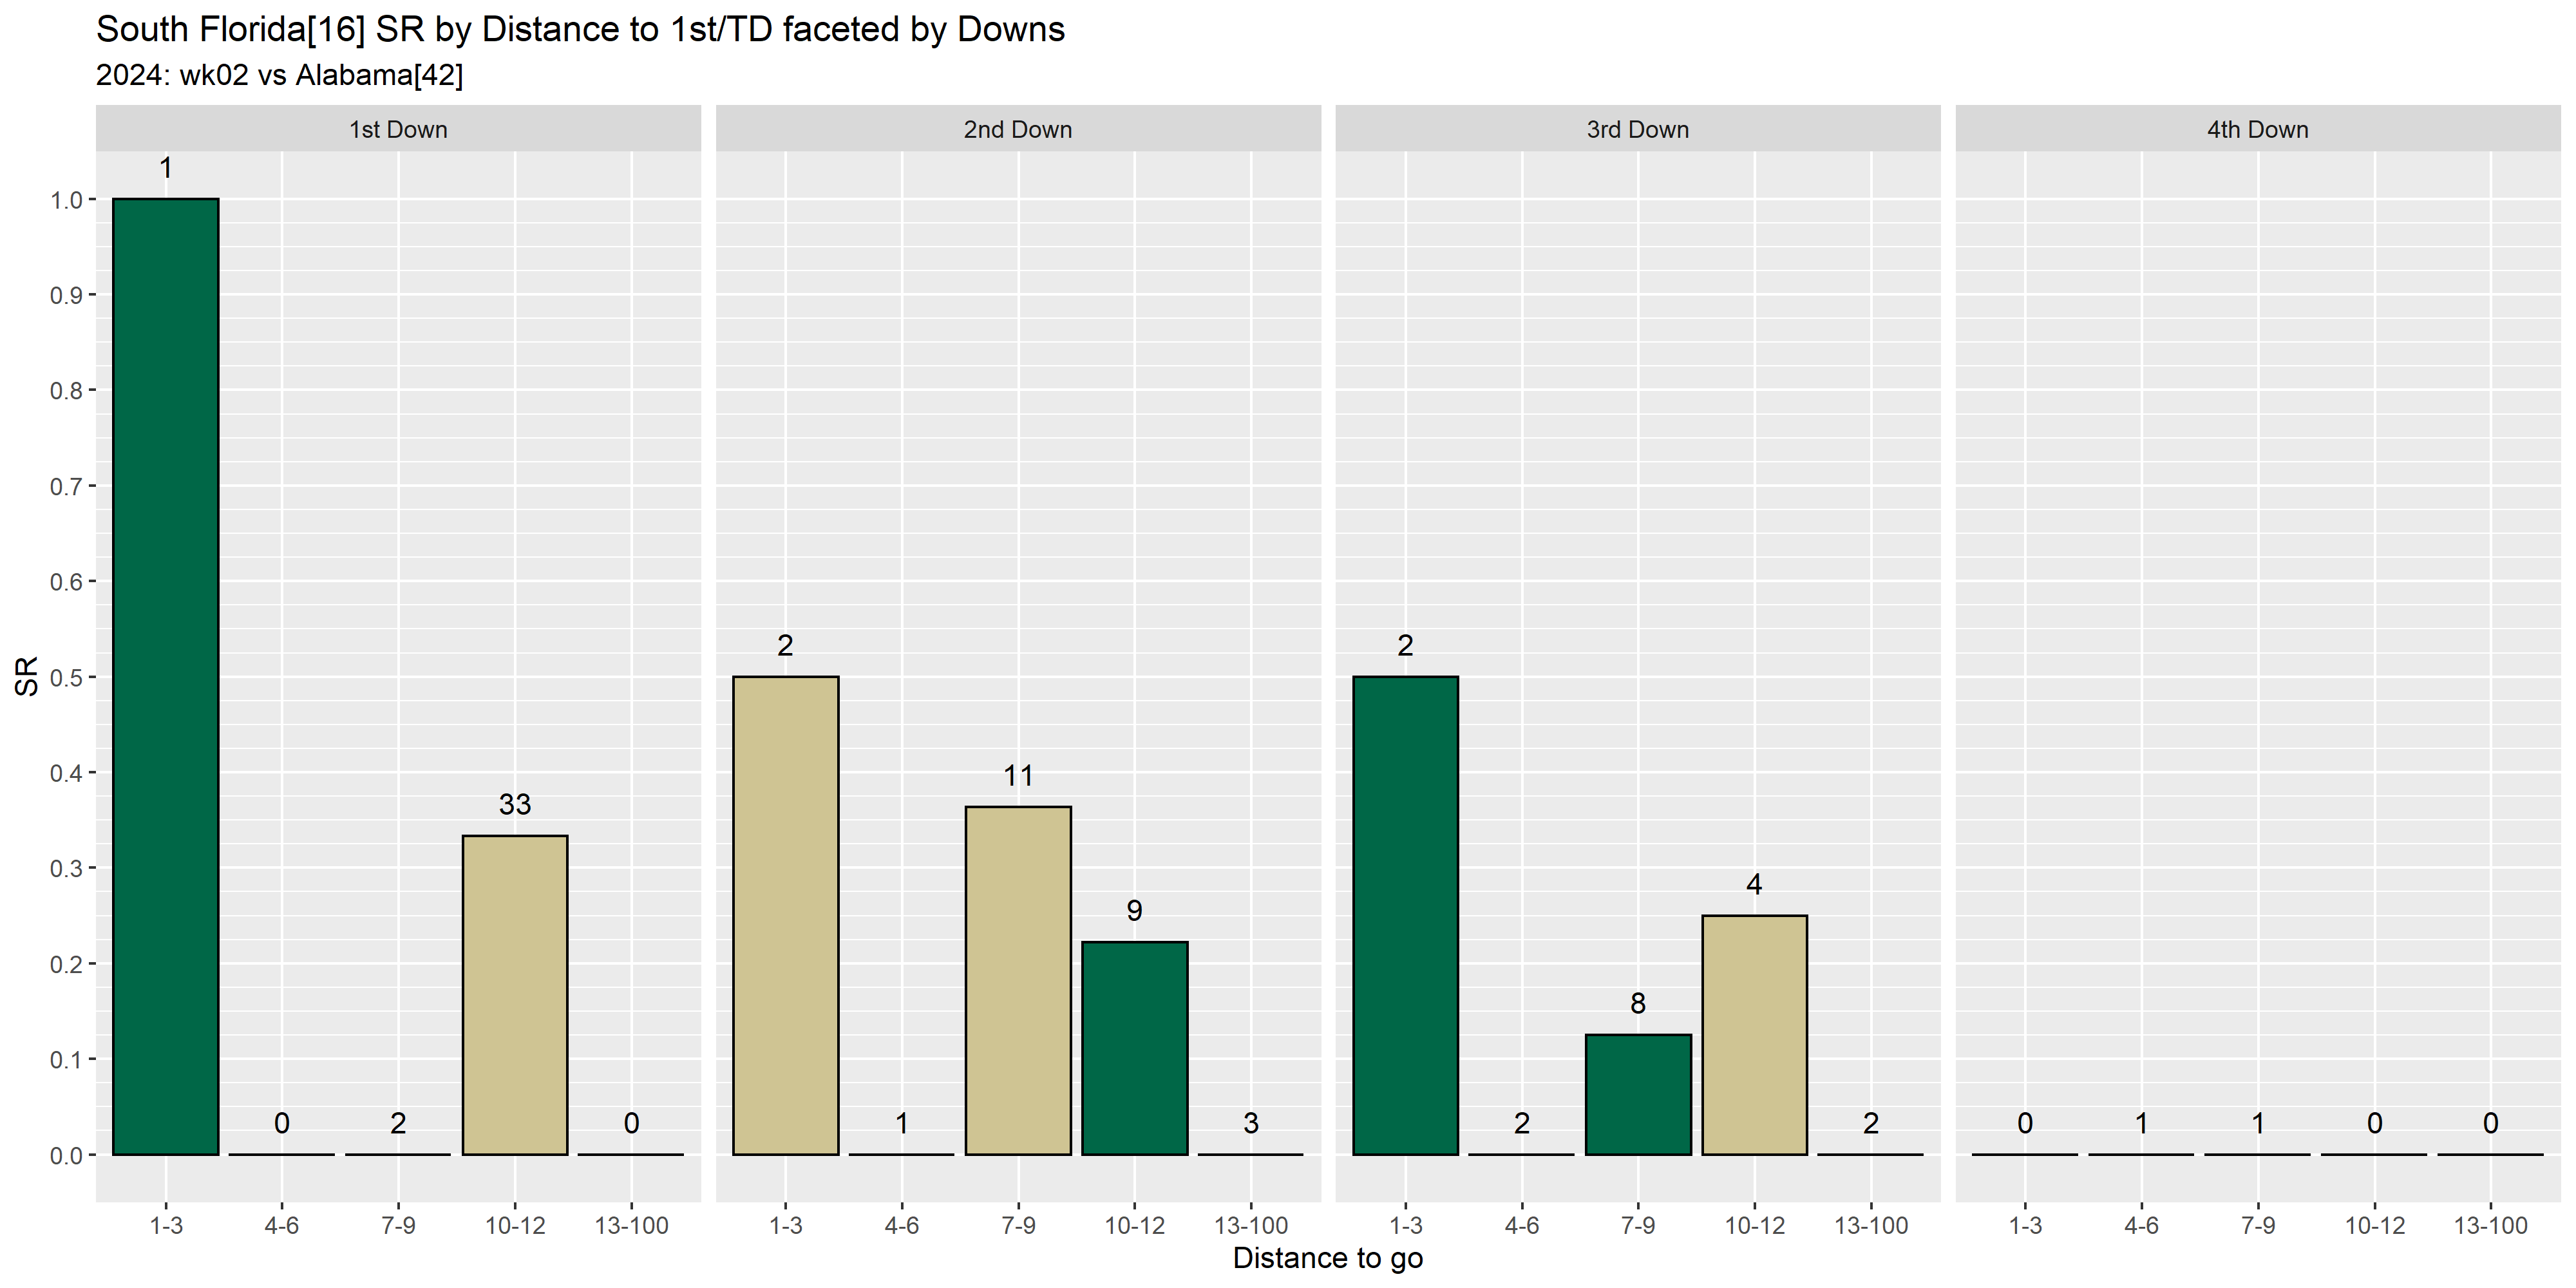 South Florida[16] SR by Distance to 1st/TD faceted by Downs
2024: wk02 vs Alabama[42]
1st Down
2nd Down
3rd Down
4th Down
SR
1.0
0.9
0.8
0.7
0.6
0.5
0.4
0.3
0.2
0.1
0.0
1
0
2
33
0
2
1
11
9
3
2
2
8
4
2
0
1
1
0
0
1-3 4-6 7-9 10-12 13-100
1-3 4-6 7-9 10-12 13-100
1-3 4-6 7-9 10-12 13-100
1-3 4-6 7-9 10-12 13-100
Distance to go